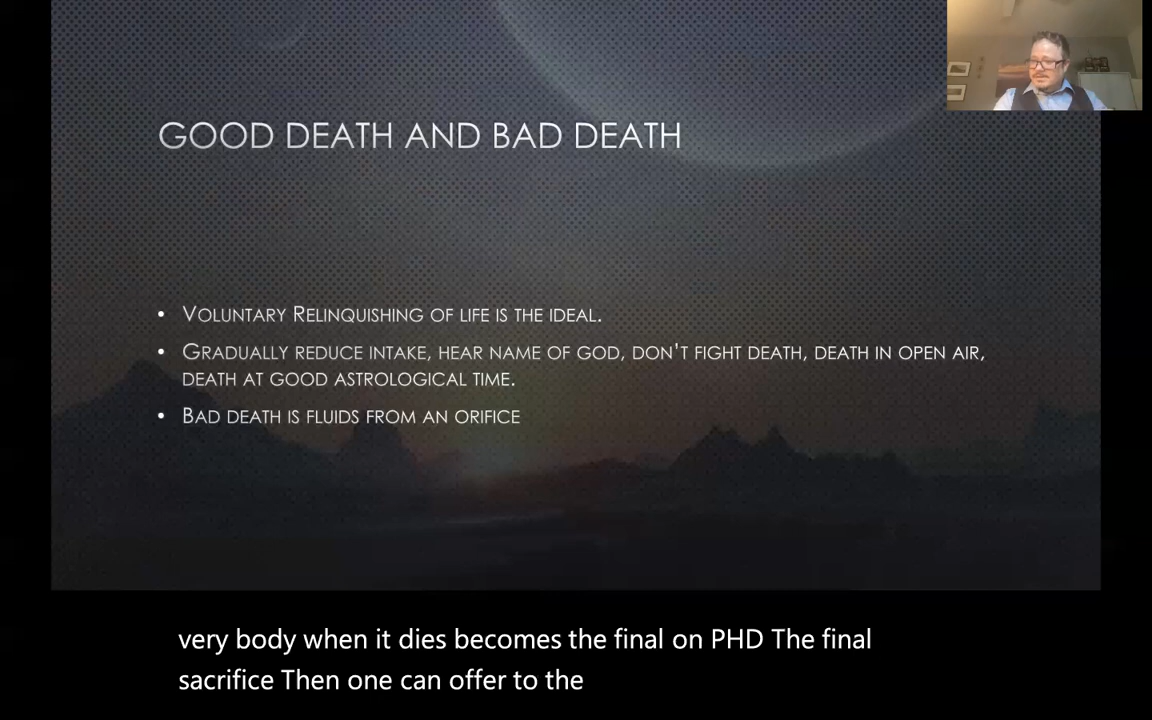 GOOD DEATH AND BAD DEATH
• VOLUNTARY RELINQUISHING OF LIFE IS THE IDEAL.
• GRADUALLY REDUCE INTAKE, HEAR NAME OF GOD, DON'T FIGHT DEATH, DEATH IN OPEN AIR,
DEATH AT GOOD ASTROLOGICAL TIME.
• BAD DEATH IS FLUIDS FROM AN ORIFICE
very body when it dies becomes the final on PHD The final
sacrifice Then one can offer to the